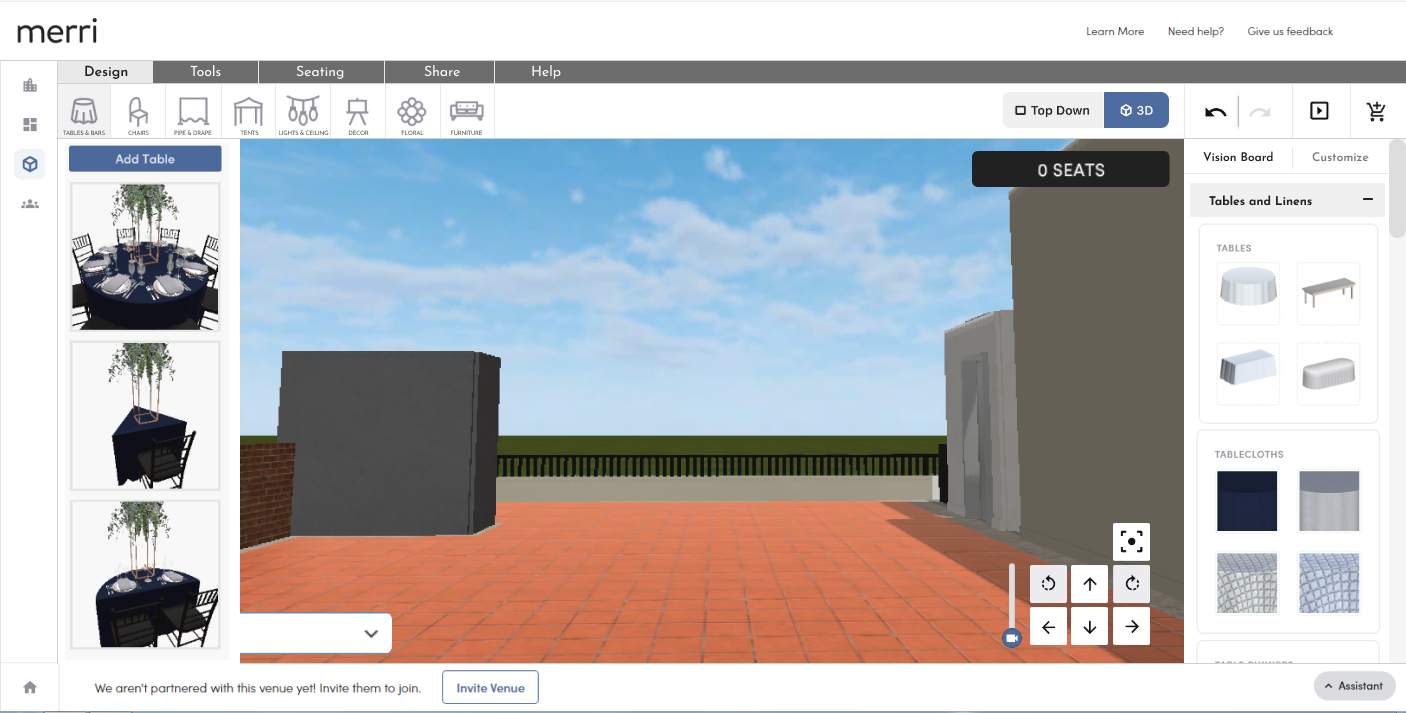 merri
Learn More
Need help?
Give us feedback
Design
Tools
Seating
Share
Help
TABLES & BARS
CHAIRS
PIPE & DRAPE
TENTS
LIGHTS & CEILING
DECOR
FLORAL
FURNITURE
Top Down
3D
Add Table
0 SEATS
Vision Board
Customize
Tables and Linens
TABLES
TABLECLOTHS
We aren't partnered with this venue yet! Invite them to join.
Invite Venue
Assistant